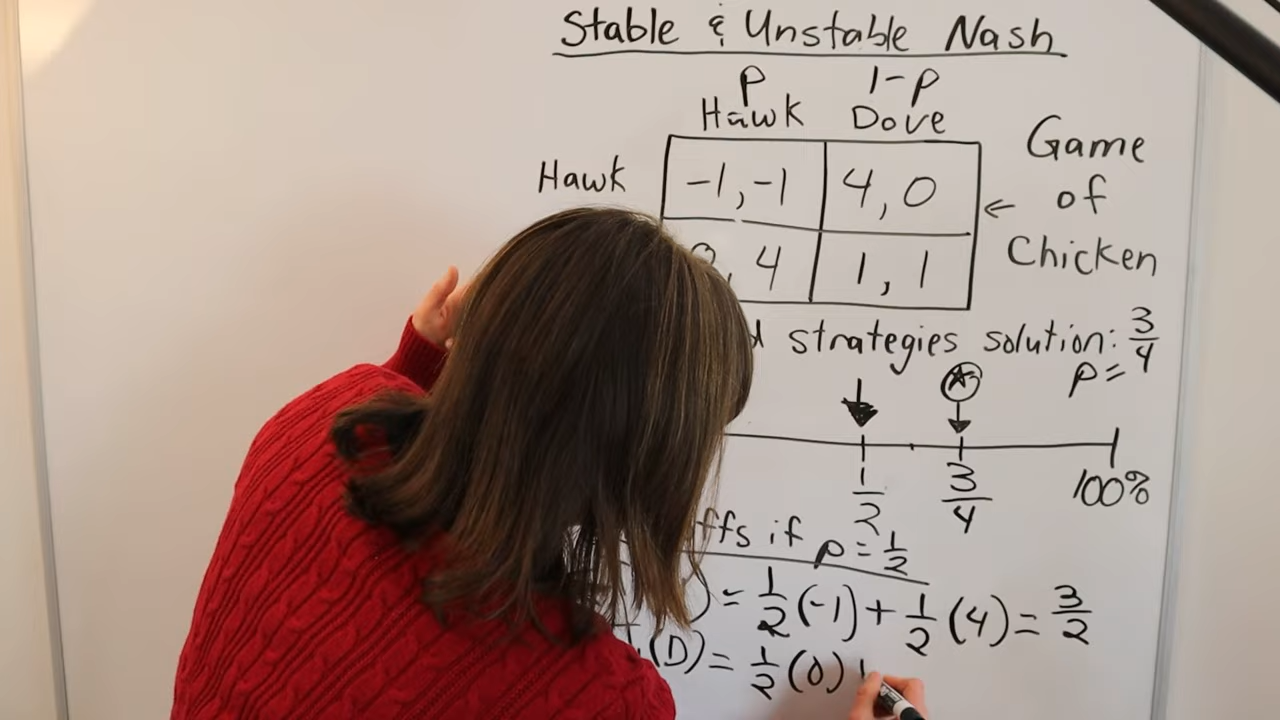 Stable & Unstable Nash
p 1-p
Hawk Dove
Hawk -1, -1 4, 0
, 4 1, 1
← Game of Chicken
strategies solution: p = 3/4
1/2 3/4 100%
if p = 1/2
) = 1/2 (-1) + 1/2 (4) = 3/2
(D) = 1/2 (0)